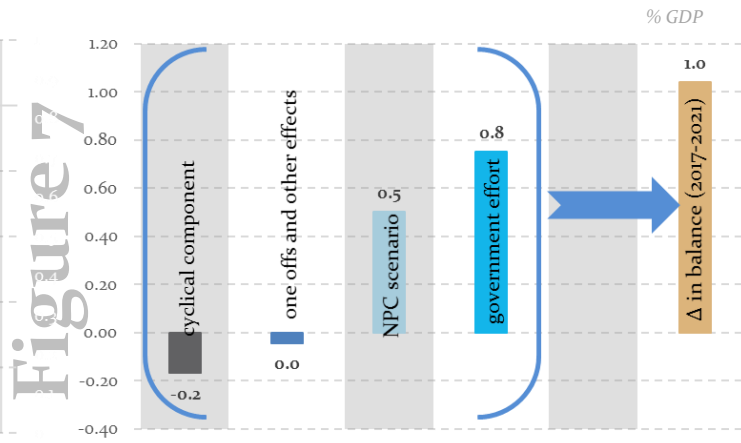 % GDP
Figure 7
1.20
1.00
0.80
0.60
0.40
0.20
0.00
-0.20
-0.40
cyclical component
-0.2
one offs and other effects
0.0
NPC scenario
0.5
government effort
0.8
Δ in balance (2017-2021)
1.0